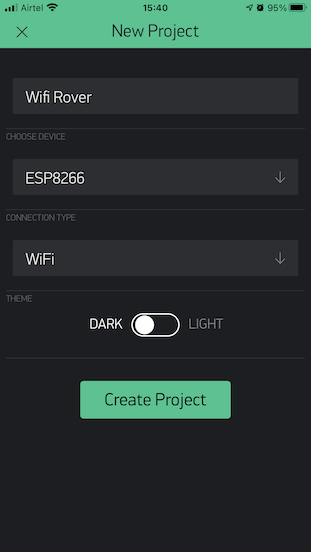 Airtel 15:40 95%
New Project
Wifi Rover
CHOOSE DEVICE
ESP8266
CONNECTION TYPE
WiFi
THEME
DARK LIGHT
Create Project